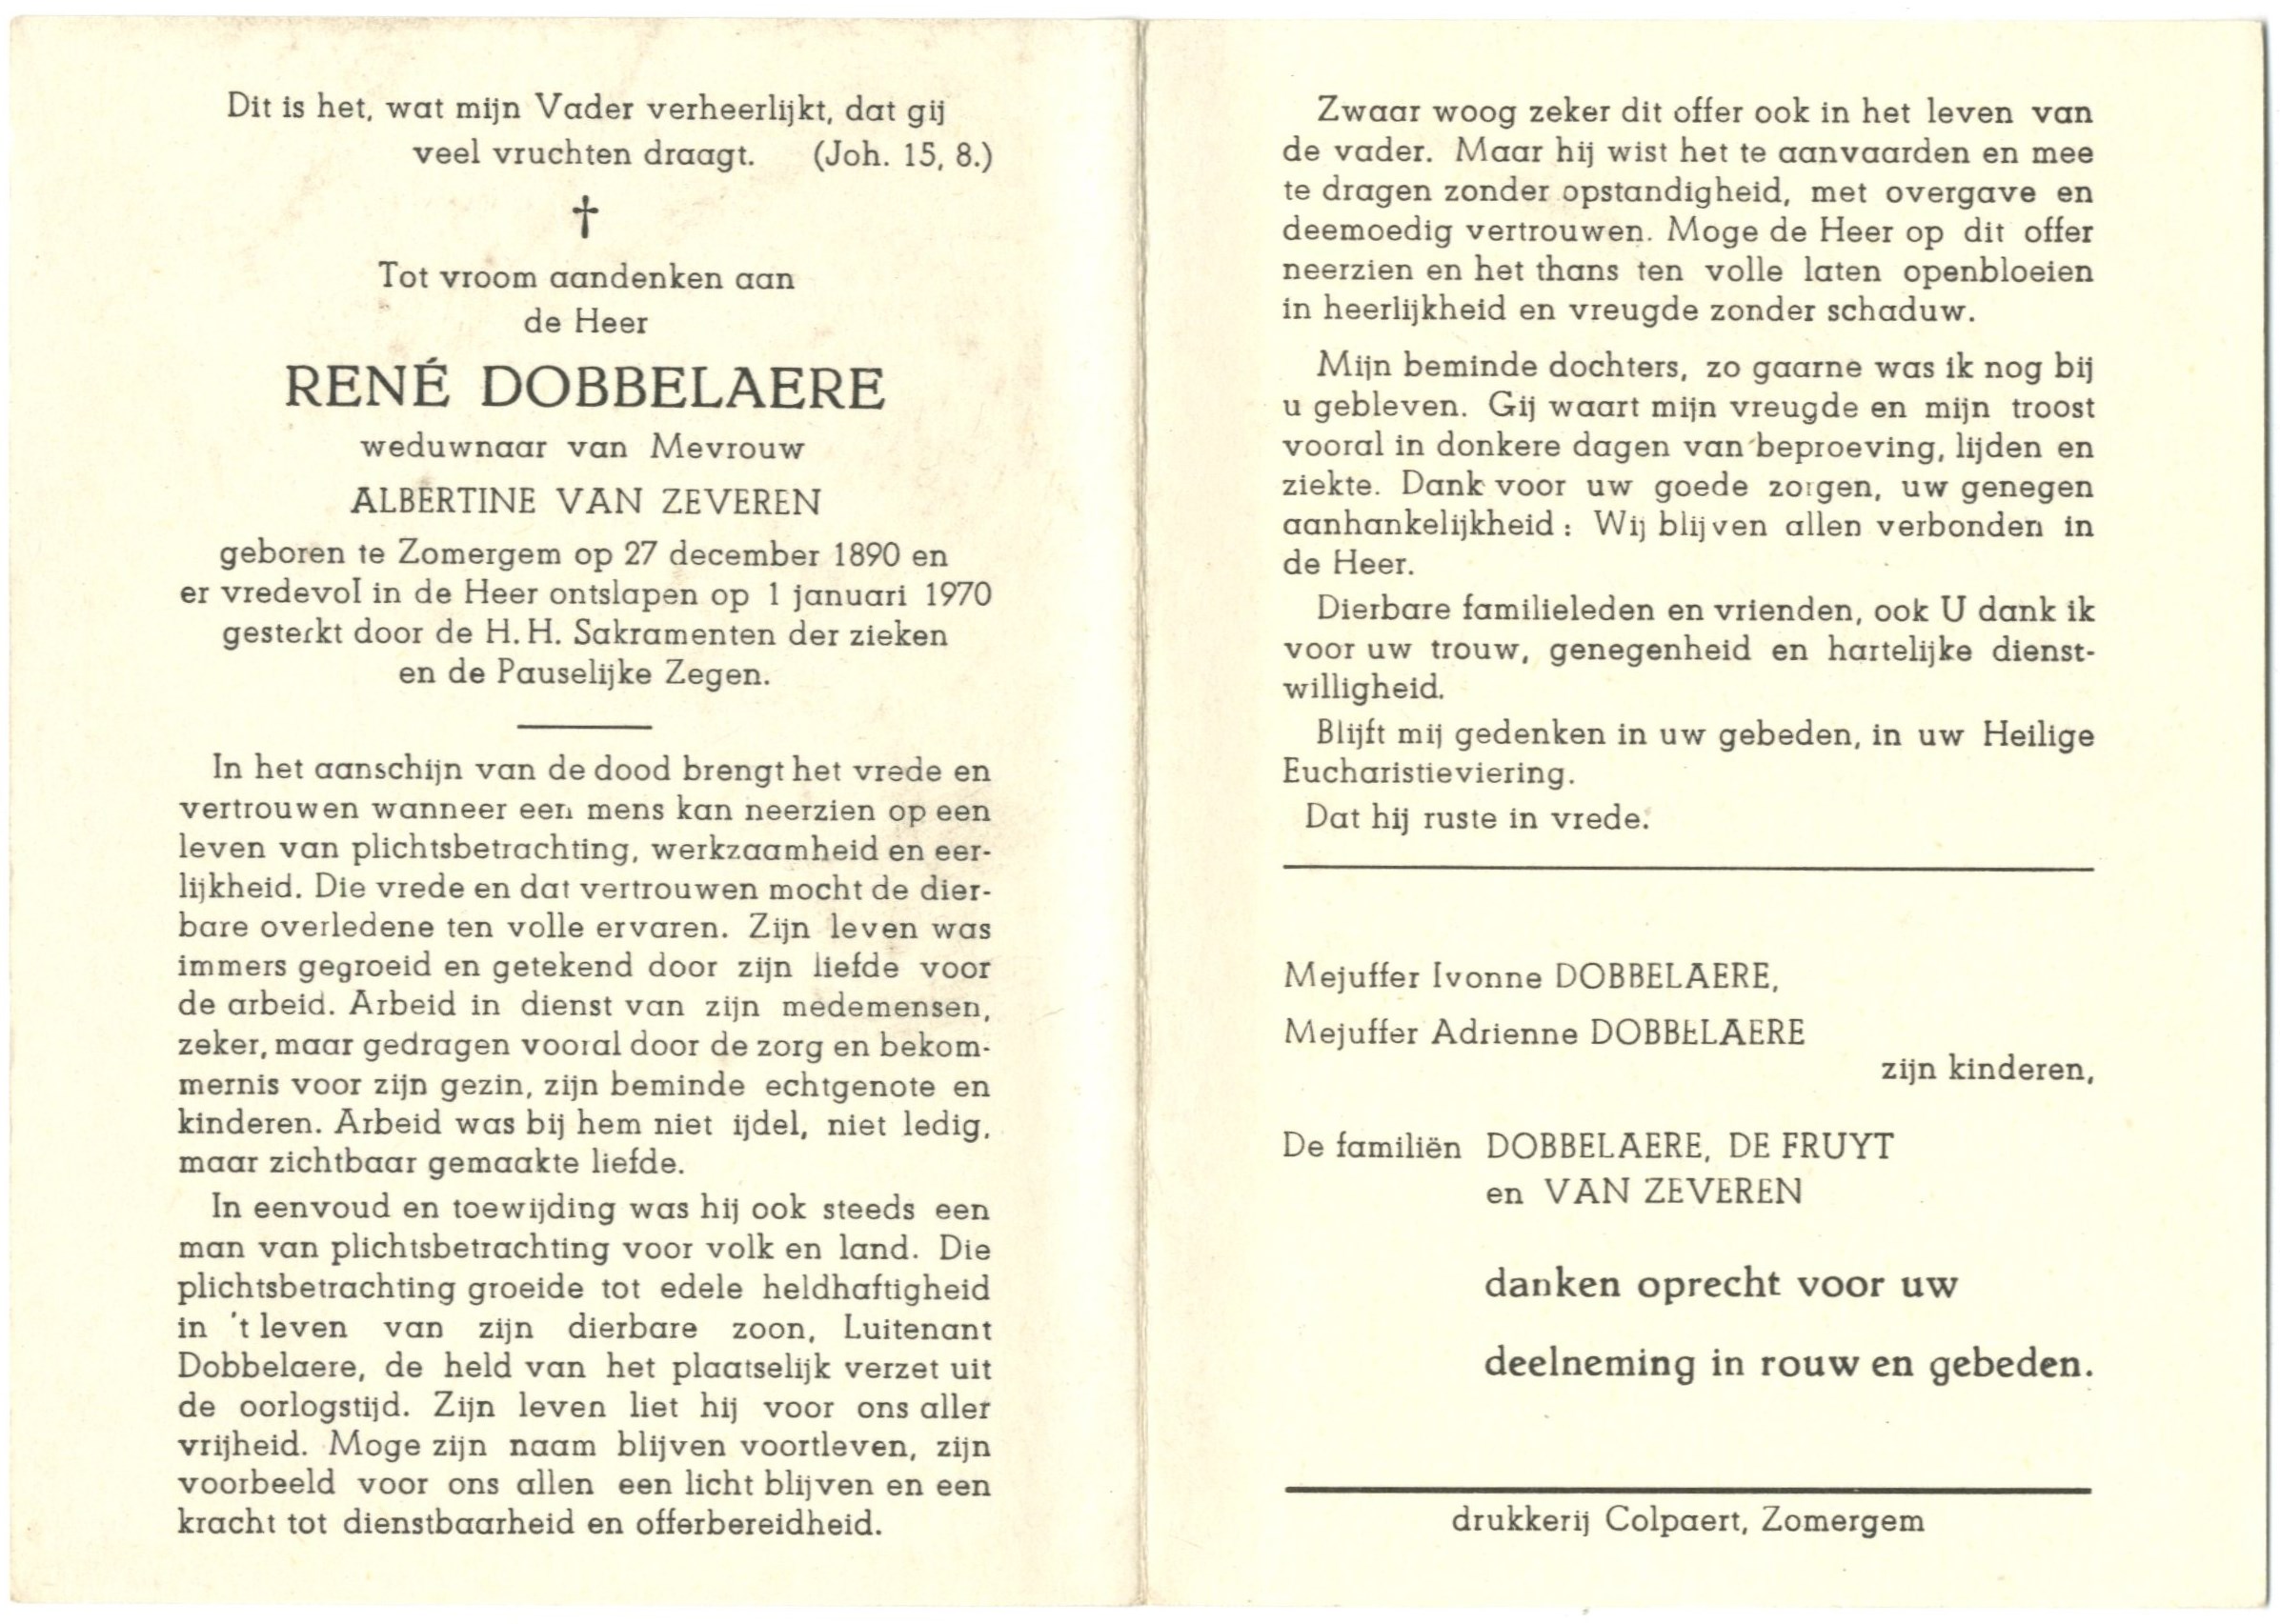 Dit is het, wat mijn Vader verheerlijkt, dat gij
veel vruchten draagt. (Joh. 15, 8.)
†
Tot vroom aandenken aan
de Heer
RENÉ DOBBELAERE
weduwnaar van Mevrouw
ALBERTINE VAN ZEVEREN
geboren te Zomergem op 27 december 1890 en
er vredevol in de Heer ontslapen op 1 januari 1970
gesterkt door de H. H. Sakramenten der zieken
en de Pauselijke Zegen.
In het aanschijn van de dood brengt het vrede en
vertrouwen wanneer een mens kan neerzien op een
leven van plichtsbetrachting, werkzaamheid en eer-
lijkheid. Die vrede en dat vertrouwen mocht de dier-
bare overledene ten volle ervaren. Zijn leven was
immers gegroeid en getekend door zijn liefde voor
de arbeid. Arbeid in dienst van zijn medemensen,
zeker, maar gedragen vooral door de zorg en bekom-
mernis voor zijn gezin, zijn beminde echtgenote en
kinderen. Arbeid was bij hem niet ijdel, niet ledig,
maar zichtbaar gemaakte liefde.
In eenvoud en toewijding was hij ook steeds een
man van plichtsbetrachting voor volk en land. Die
plichtsbetrachting groeide tot edele heldhaftigheid
in 't leven van zijn dierbare zoon, Luitenant
Dobbelaere, de held van het plaatselijk verzet uit
de oorlogstijd. Zijn leven liet hij voor ons aller
vrijheid. Moge zijn naam blijven voortleven, zijn
voorbeeld voor ons allen een licht blijven en een
kracht tot dienstbaarheid en offerbereidheid.
Zwaar woog zeker dit offer ook in het leven van
de vader. Maar hij wist het te aanvaarden en mee
te dragen zonder opstandigheid, met overgave en
deemoedig vertrouwen. Moge de Heer op dit offer
neerzien en het thans ten volle laten openbloeien
in heerlijkheid en vreugde zonder schaduw.
Mijn beminde dochters, zo gaarne was ik nog bij
u gebleven. Gij waart mijn vreugde en mijn troost
vooral in donkere dagen van beproeving, lijden en
ziekte. Dank voor uw goede zorgen, uw genegen
aanhankelijkheid : Wij blijven allen verbonden in
de Heer.
Dierbare familieleden en vrienden, ook U dank ik
voor uw trouw, genegenheid en hartelijke dienst-
willigheid.
Blijft mij gedenken in uw gebeden, in uw Heilige
Eucharistieviering.
Dat hij ruste in vrede.
Mejuffer Ivonne DOBBELAERE,
Mejuffer Adrienne DOBBELAERE
zijn kinderen,
De familiën DOBBELAERE, DE FRUYT
en VAN ZEVEREN
danken oprecht voor uw
deelneming in rouw en gebeden.
drukkerij Colpaert, Zomergem